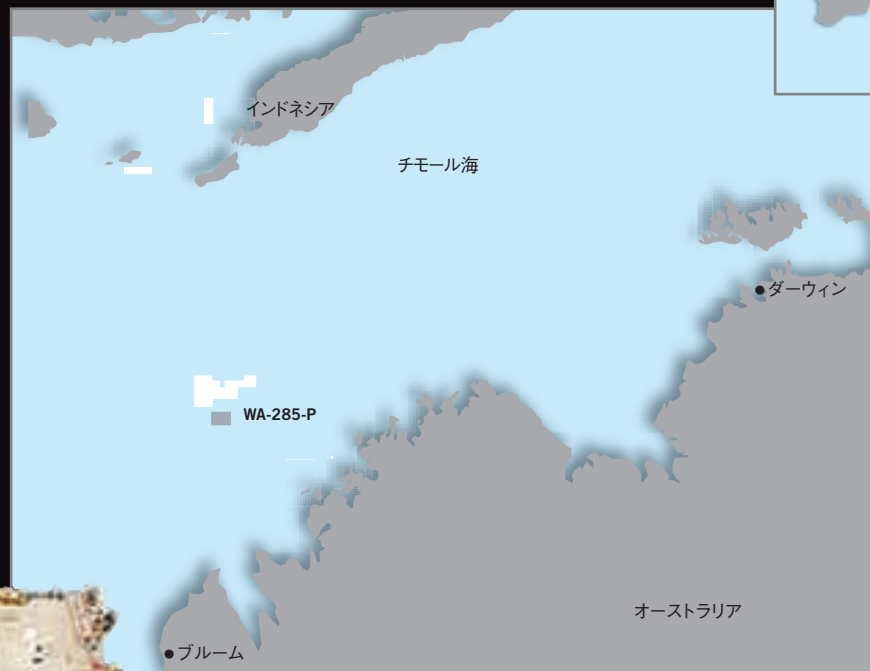 インドネシア
チモール海
ダーウィン
WA-285-P
オーストラリア
ブルーム